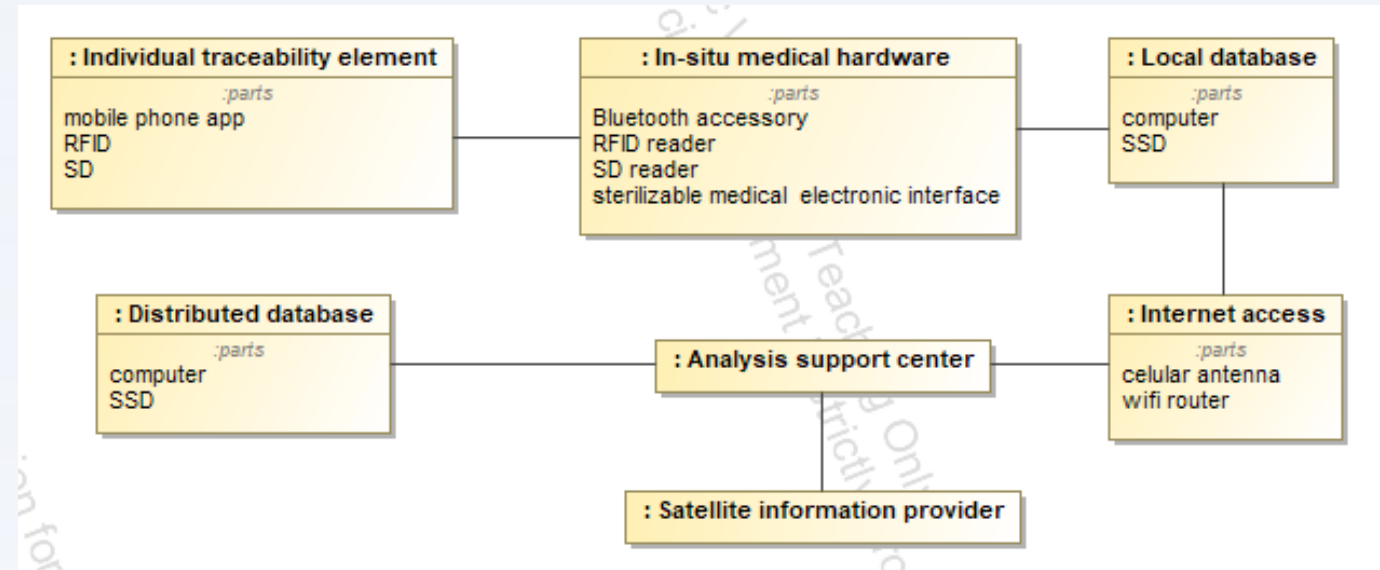 : Individual traceability element
:parts
mobile phone app
RFID
SD
: In-situ medical hardware
:parts
Bluetooth accessory
RFID reader
SD reader
sterilizable medical electronic interface
: Local database
:parts
computer
SSD
: Distributed database
:parts
computer
SSD
: Analysis support center
: Internet access
:parts
celular antenna
wifi router
: Satellite information provider